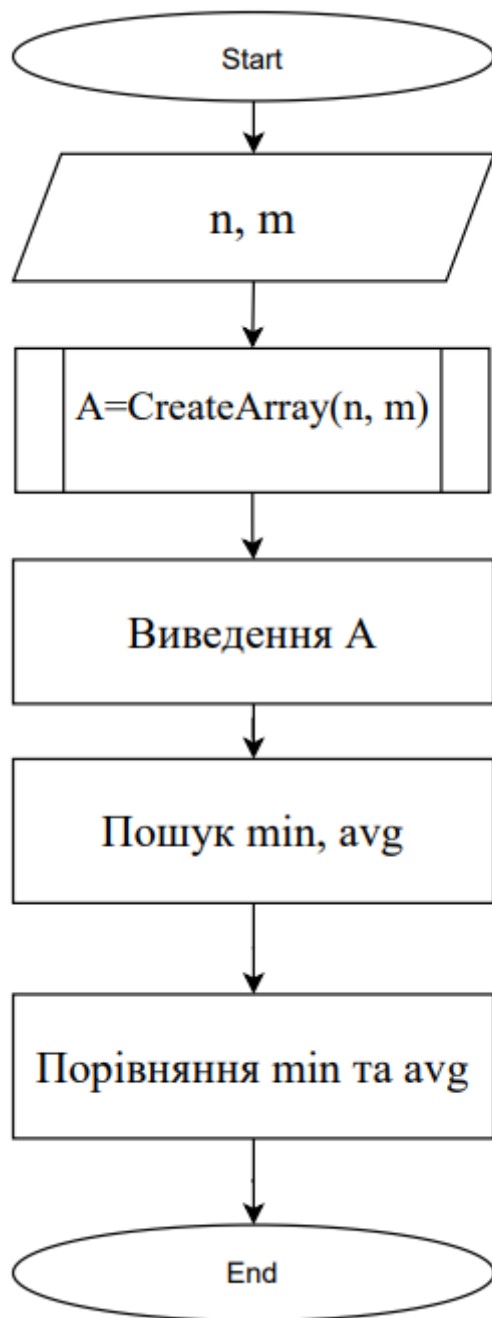 Start
n, m
A=CreateArray(n, m)
Виведення A
Пошук min, avg
Порівняння min та avg
End